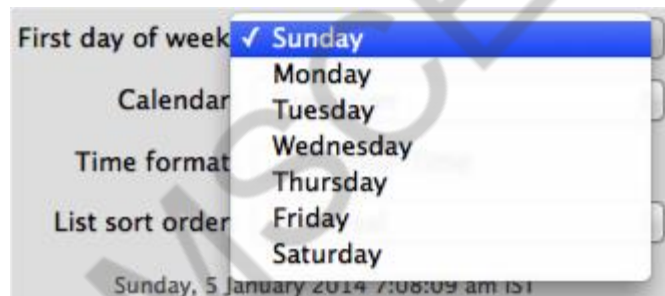 First day of week ✓ Sunday
Monday
Calendar Tuesday
Wednesday
Time format
Thursday
List sort order Friday
Saturday
Sunday, 5 January 2014 7:08:09 am IST